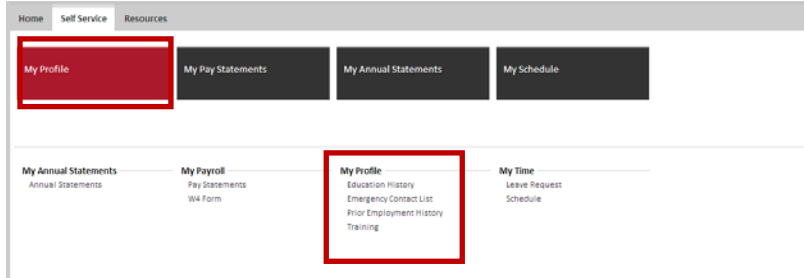 Home Self Service Resources
My Profile My Pay Statements My Annual Statements My Schedule
My Annual Statements My Payroll My Profile My Time
Annual Statements Pay Statements Education History Leave Request
W4 Form Emergency Contact List Schedule
Prior Employment History
Training